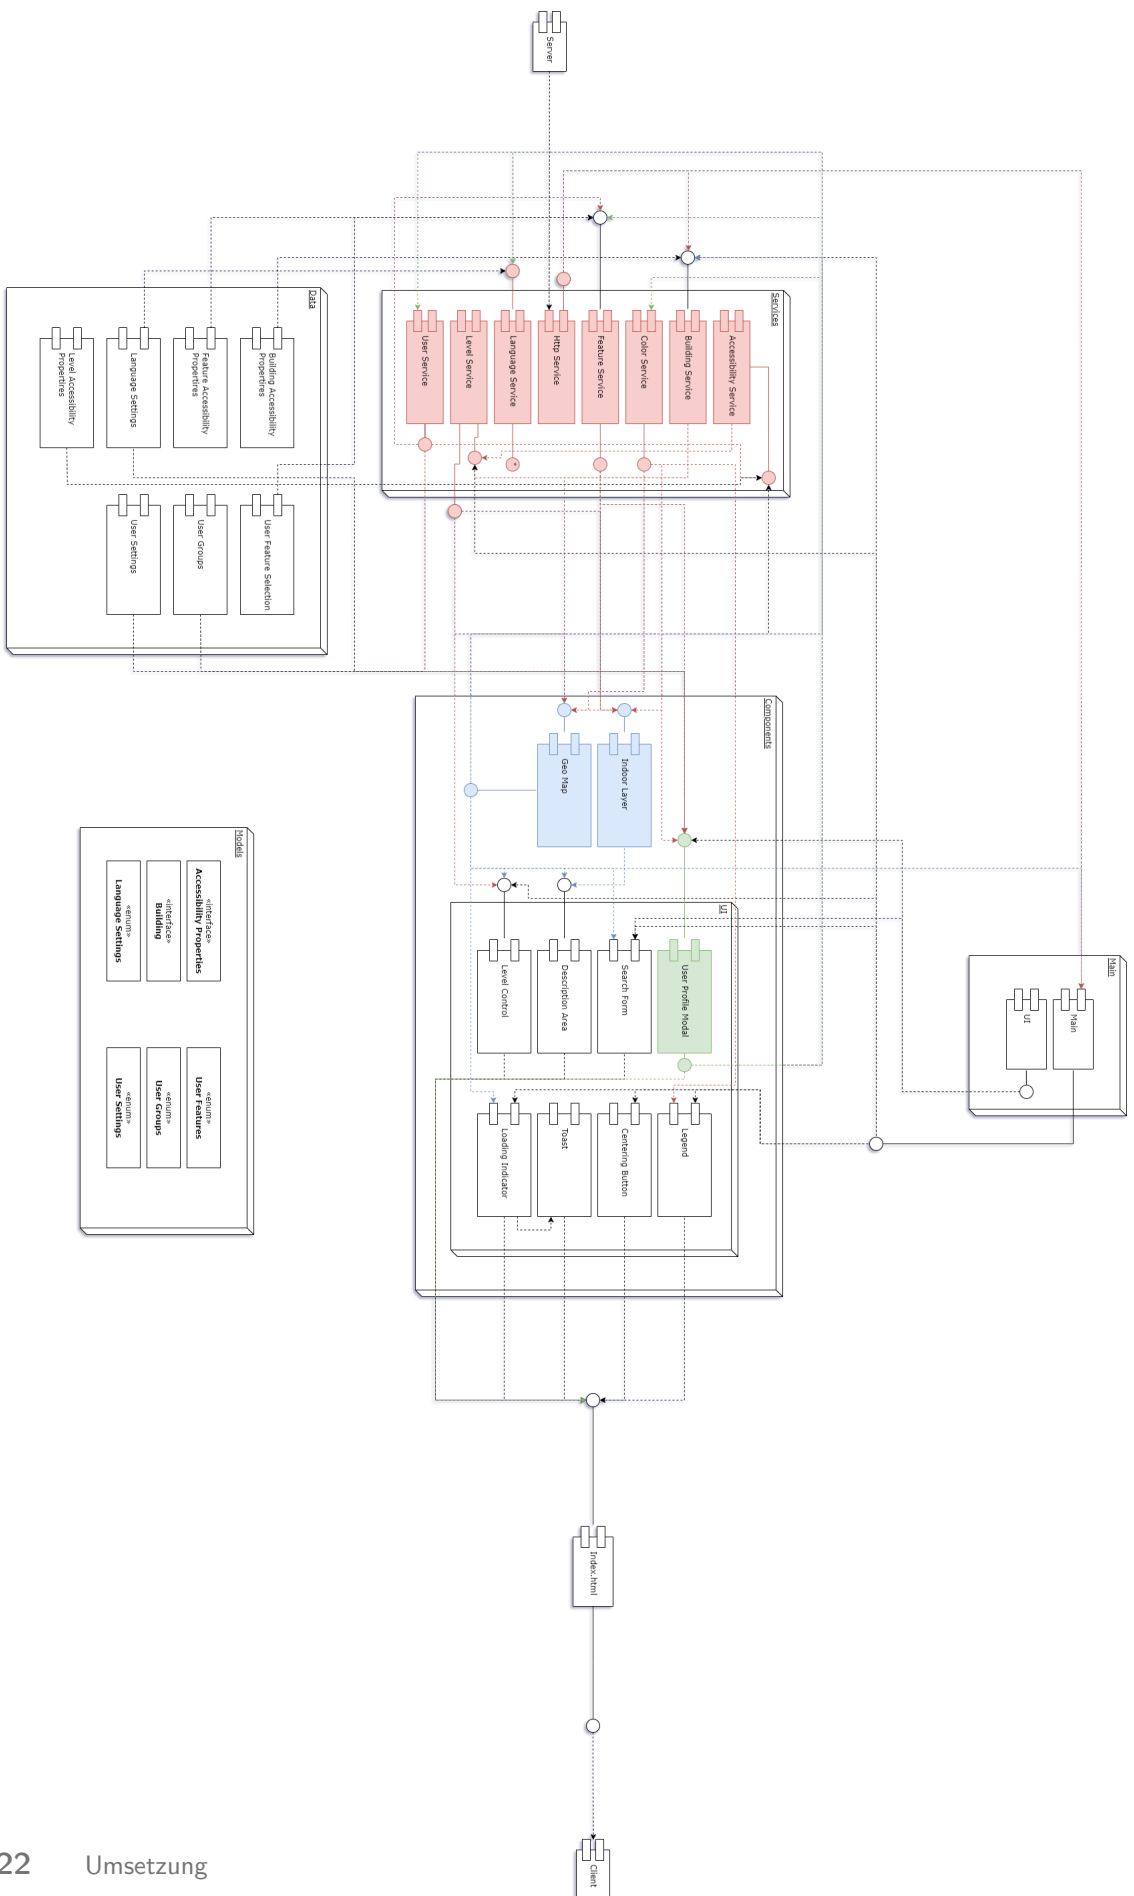 Server
Services
User Service
Level Service
Language Service
Http Service
Feature Service
Color Service
Building Service
Accessibility Service
Data
Level Accessibility
Propertires
Language Settings
Feature Accessibility
Propertires
Building Accessibility
Propertires
User Settings
User Groups
User Feature Selection
Components
Geo Map
Indoor Layer
UI
Level Control
Description Area
Search Form
User Profile Modal
Loading Indicator
Toast
Centering Button
Legend
Main
UI
Main
Models
«enum»
Language Settings
«interface»
Building
«interface»
Accessibility Properties
«enum»
User Settings
«enum»
User Groups
«enum»
User Features
Index.html
Client
22 Umsetzung